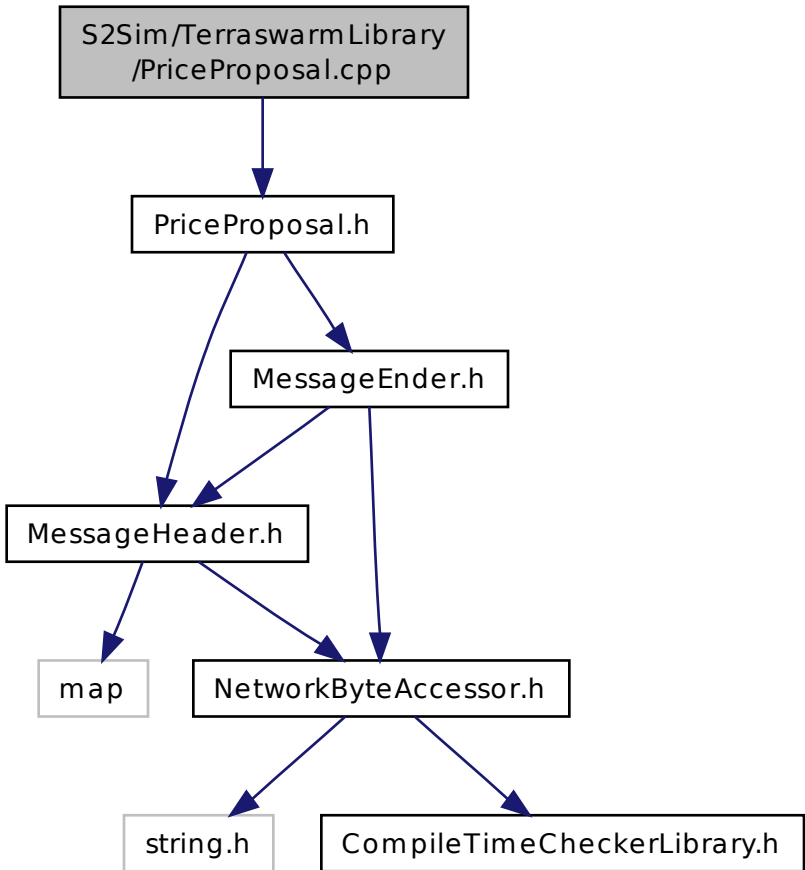 S2Sim/TerraswarmLibrary
/PriceProposal.cpp
PriceProposal.h
MessageEnder.h
MessageHeader.h
map
NetworkByteAccessor.h
string.h
CompileTimeCheckerLibrary.h